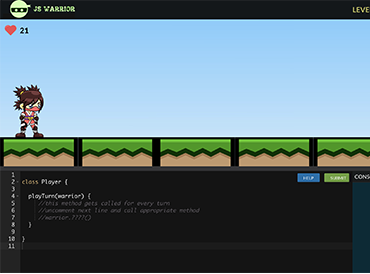 JS WARRIOR
LEVE
21
HELP
SUBMIT
CONS
1
2 class Player {
3
4 playTurn(warrior) {
5 //this method gets called for every turn
6 //uncomment next line and call appropriate method
7 //warrior.????()
8 }
9
10 }
11